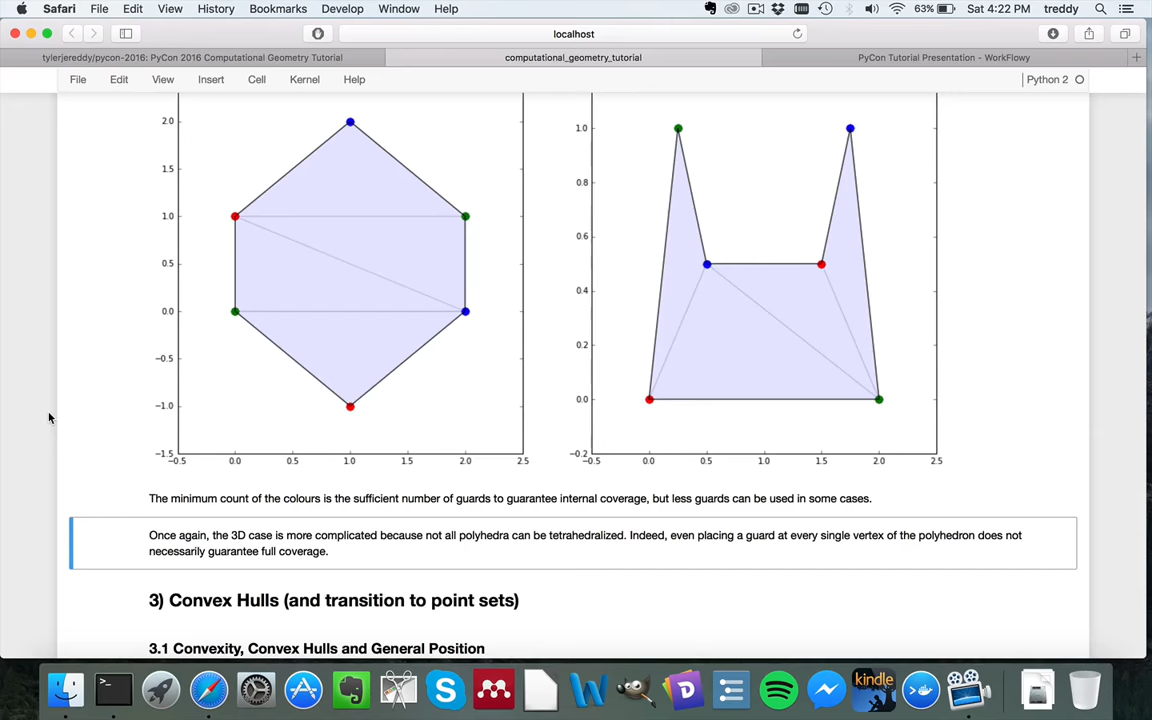 Safari File Edit View History Bookmarks Develop Window Help 63% Sat 4:22 PM treddy
localhost
tylerjereddy/pycon-2016: PyCon 2016 Computational Geometry Tutorial computational_geometry_tutorial PyCon Tutorial Presentation - WorkFlowy
File Edit View Insert Cell Kernel Help Python 2
2.0
1.5
1.0
0.5
0.0
−0.5
−1.0
−1.5
−0.5 0.0 0.5 1.0 1.5 2.0 2.5
1.0
0.8
0.6
0.4
0.2
0.0
−0.2
−0.5 0.0 0.5 1.0 1.5 2.0 2.5
The minimum count of the colours is the sufficient number of guards to guarantee internal coverage, but less guards can be used in some cases.
Once again, the 3D case is more complicated because not all polyhedra can be tetrahedralized. Indeed, even placing a guard at every single vertex of the polyhedron does not
necessarily guarantee full coverage.
3) Convex Hulls (and transition to point sets)
3.1 Convexity, Convex Hulls and General Position
kindle